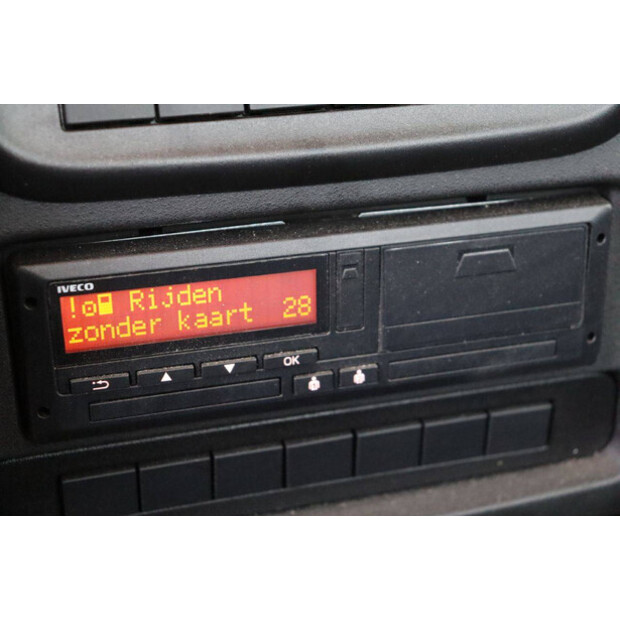 IVECO
! Rijden
zonder kaart 28
OK